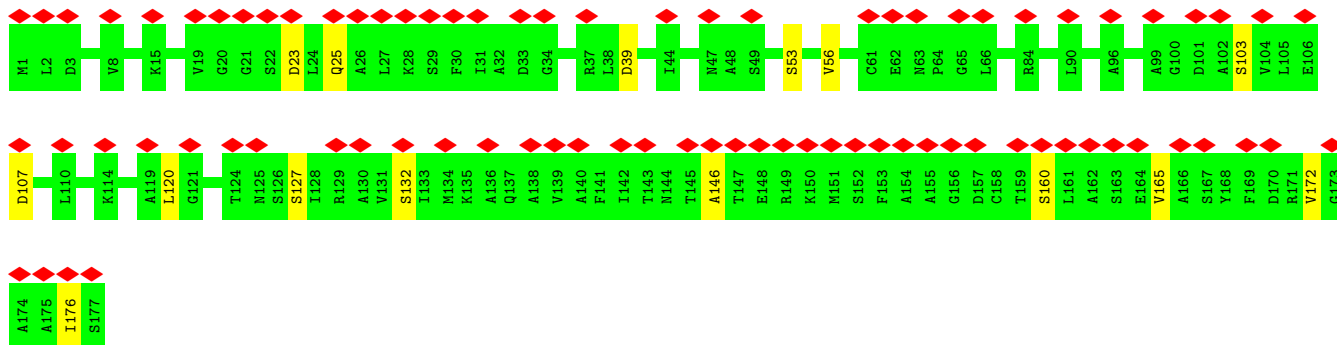 M1 L2 D3 V8 K15 V19 G20 G21 S22 D23 L24 Q25 A26 L27 K28 S29 F30 I31 A32 D33 G34 R37 L38 D39 I44 N47 A48 S49 S53 V56 C61 E62 N63 P64 G65 L66 R84 L90 A96 A99 G100 D101 A102 S103 V104 L105 E106
D107 L110 K114 A119 L120 G121 T124 N125 S126 S127 I128 R129 A130 V131 S132 I133 M134 K135 A136 Q137 A138 V139 A140 F141 I142 T143 N144 T145 A146 T147 E148 R149 K150 M151 S152 F153 A154 A155 G156 D157 C158 T159 S160 L161 A162 S163 E164 V165 A166 S167 Y168 F169 D170 R171 V172 G173
A174 A175 I176 S177